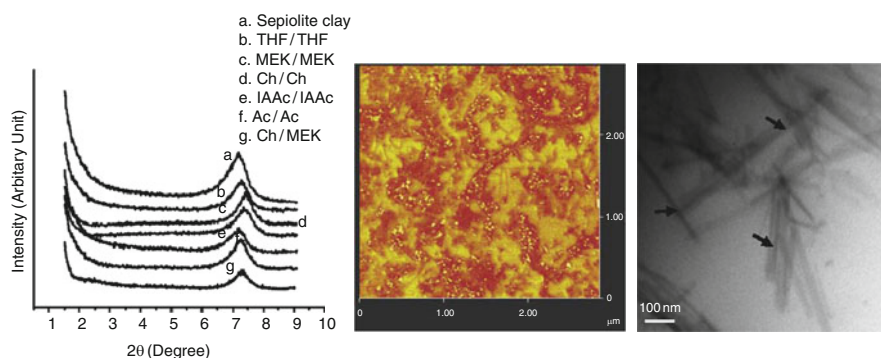 a. Sepiolite clay
b. THF/THF
c. MEK/MEK
d. Ch/Ch
e. IAAc/IAAc
f. Ac/Ac
g. Ch/MEK
Intensity (Arbitary Unit)
a
b
c
d
e
f
g
1 2 3 4 5 6 7 8 9 10
2θ (Degree)
2.00
1.00
0
0 1.00 2.00
μm
100 nm